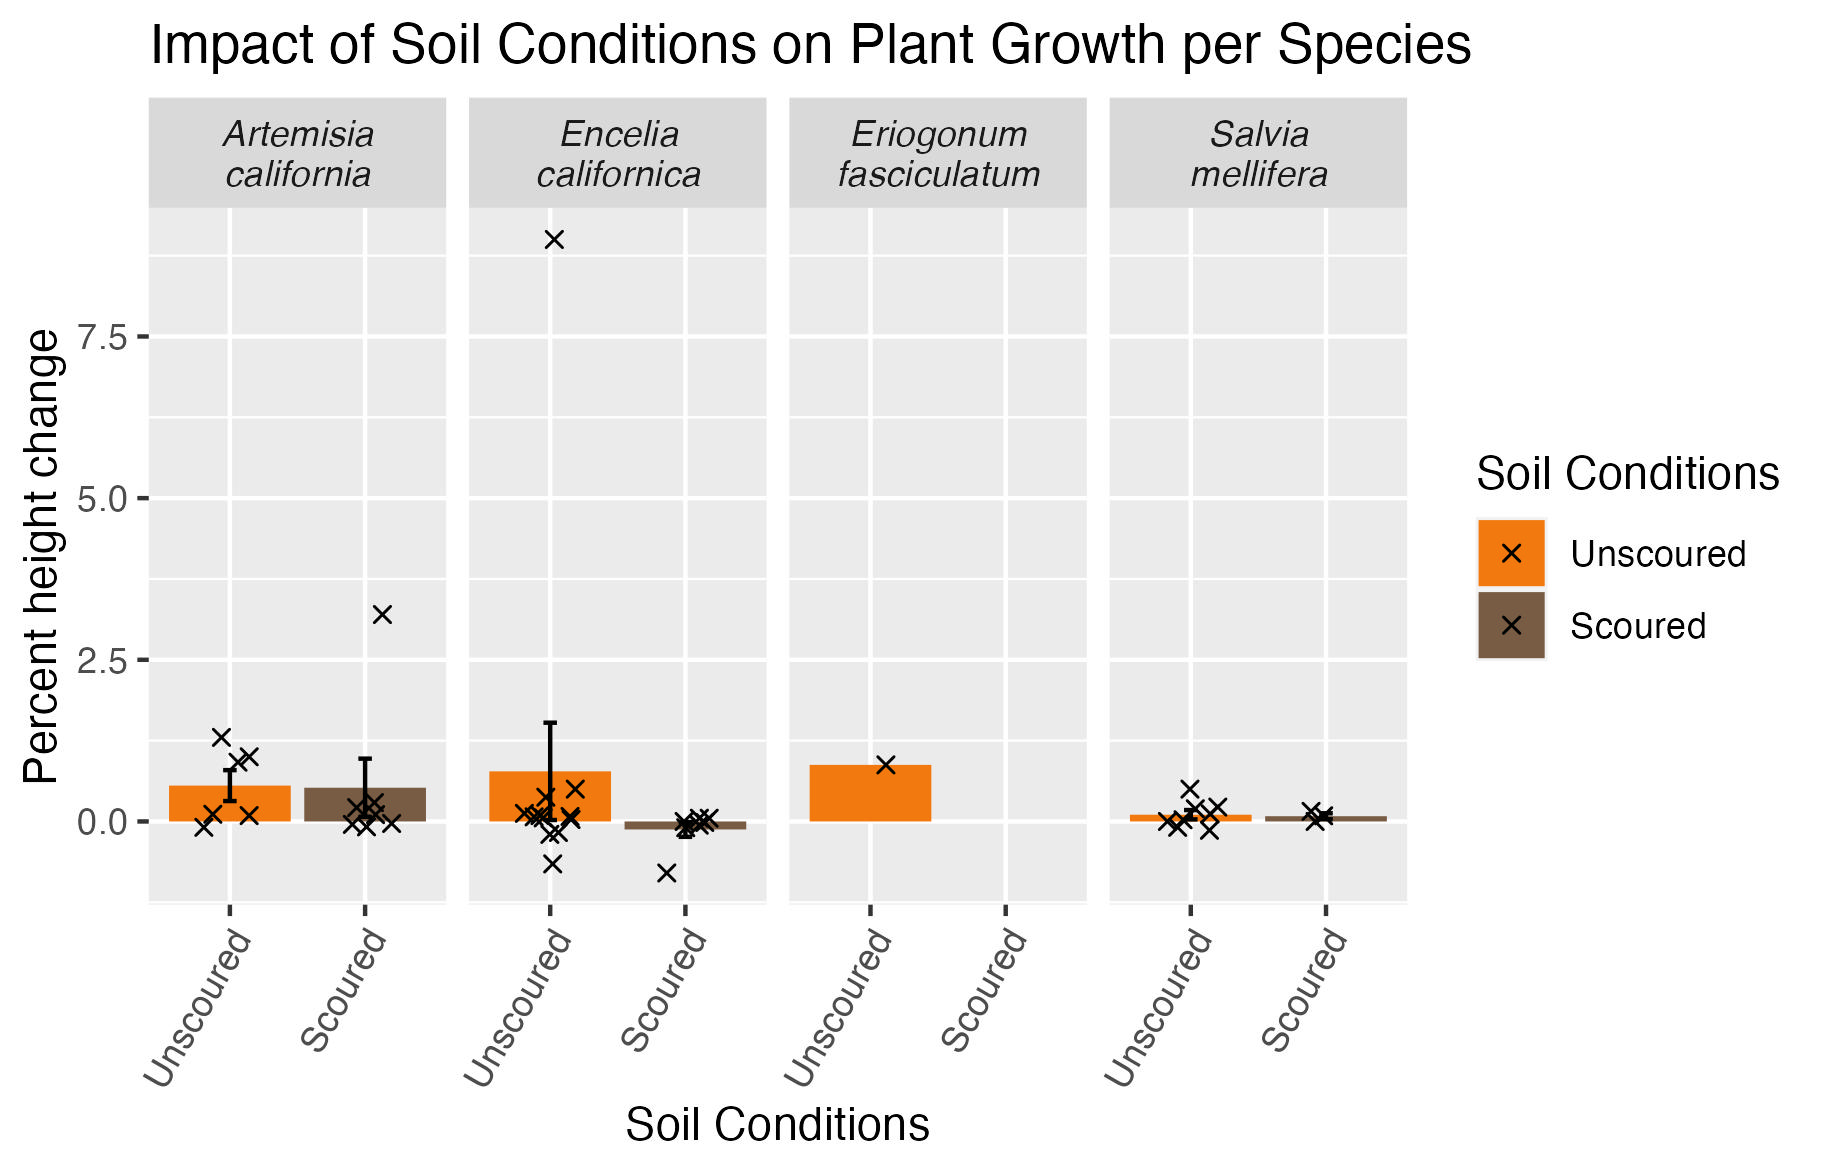 Impact of Soil Conditions on Plant Growth per Species
Artemisia
california
Encelia
californica
Eriogonum
fasciculatum
Salvia
mellifera
Percent height change
7.5
5.0
2.5
0.0
Unscoured
Scoured
Unscoured
Scoured
Unscoured
Scoured
Unscoured
Scoured
Soil Conditions
Soil Conditions
Unscoured
Scoured